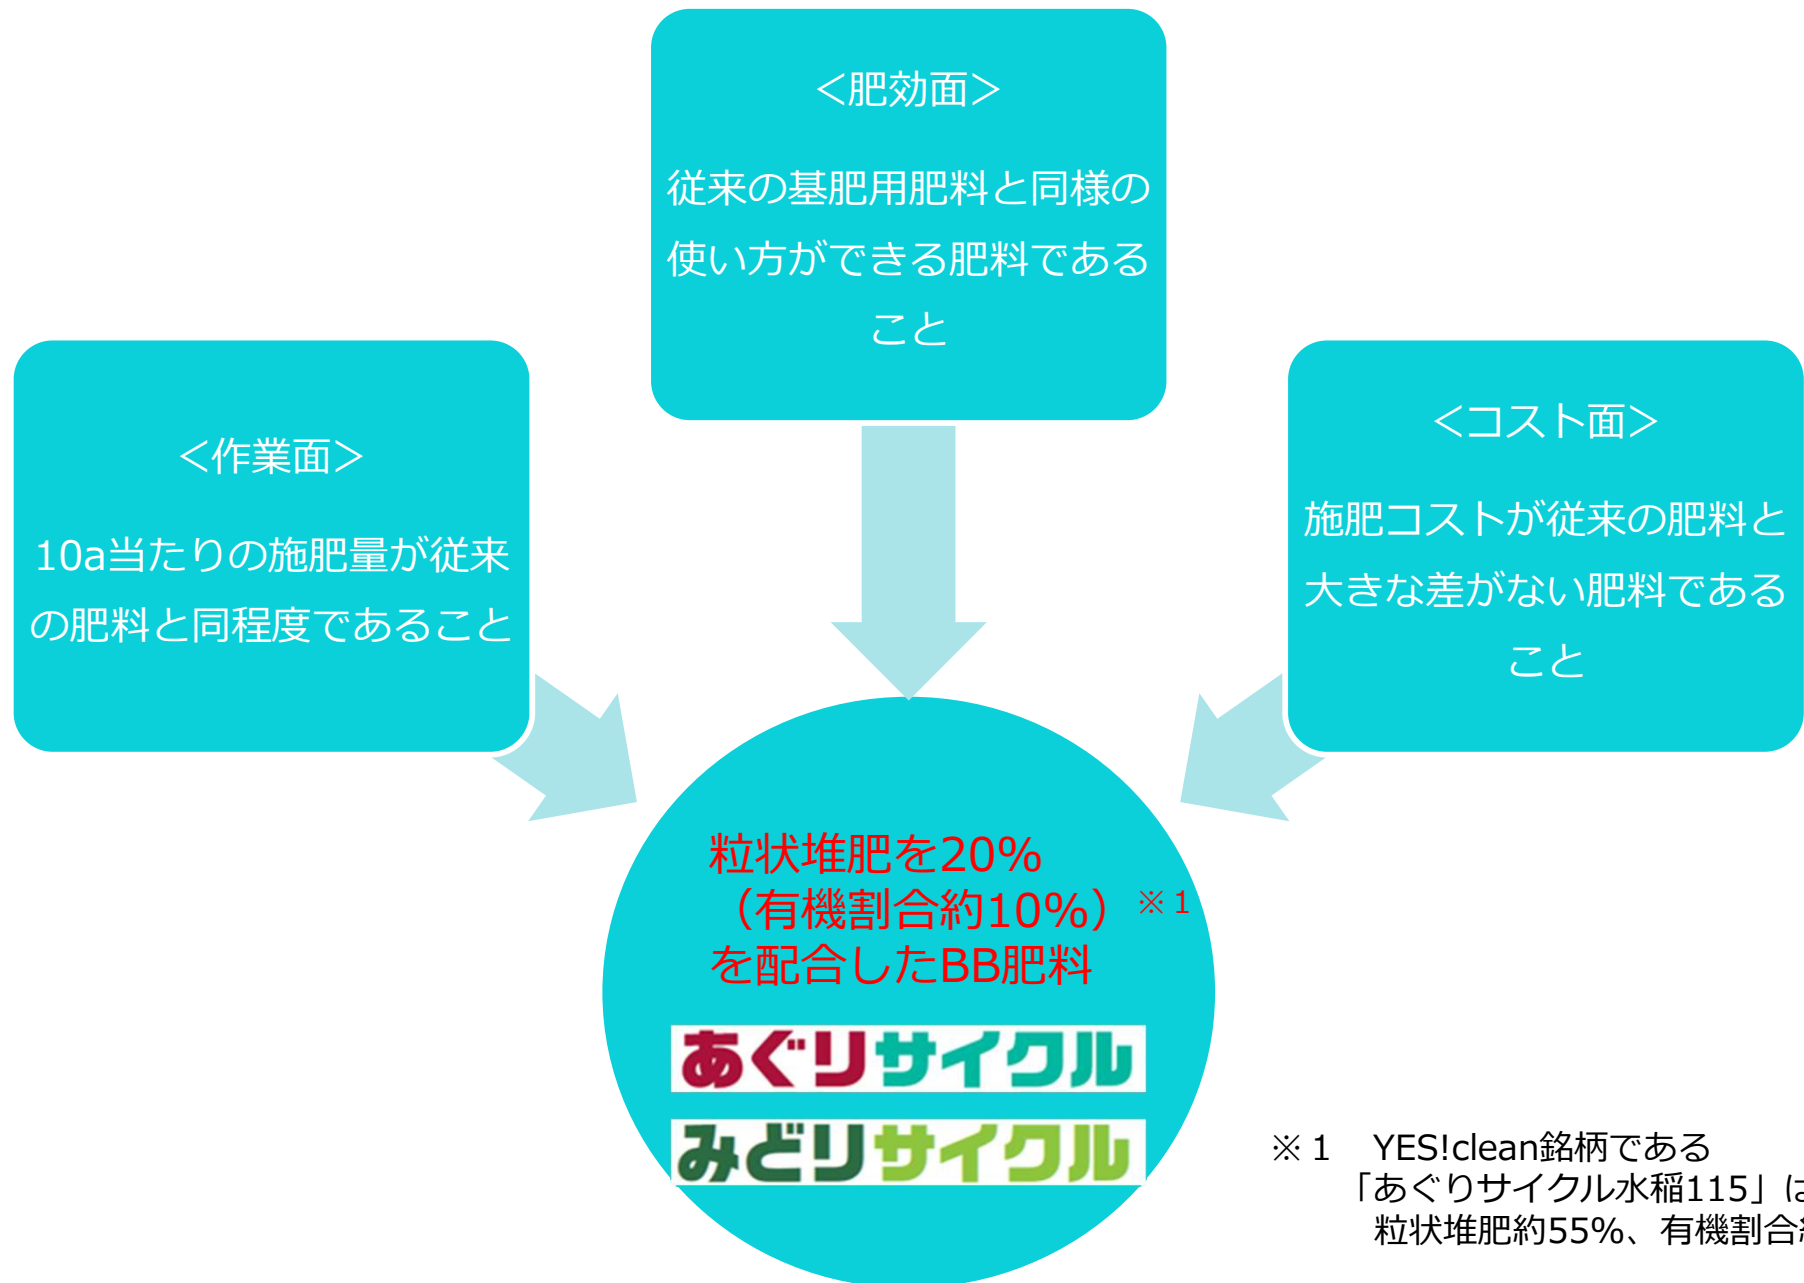 ＜肥効面＞
従来の基肥用肥料と同様の
使い方ができる肥料である
こと
＜作業面＞
10a当たりの施肥量が従来
の肥料と同程度であること
＜コスト面＞
施肥コストが従来の肥料と
大きな差がない肥料である
こと
粒状堆肥を20%
（有機割合約10%）※１
を配合したBB肥料
あぐりサイクル
みどりサイクル
※１　YES!clean銘柄である
「あぐりサイクル水稲115」は
粒状堆肥約55%、有機割合